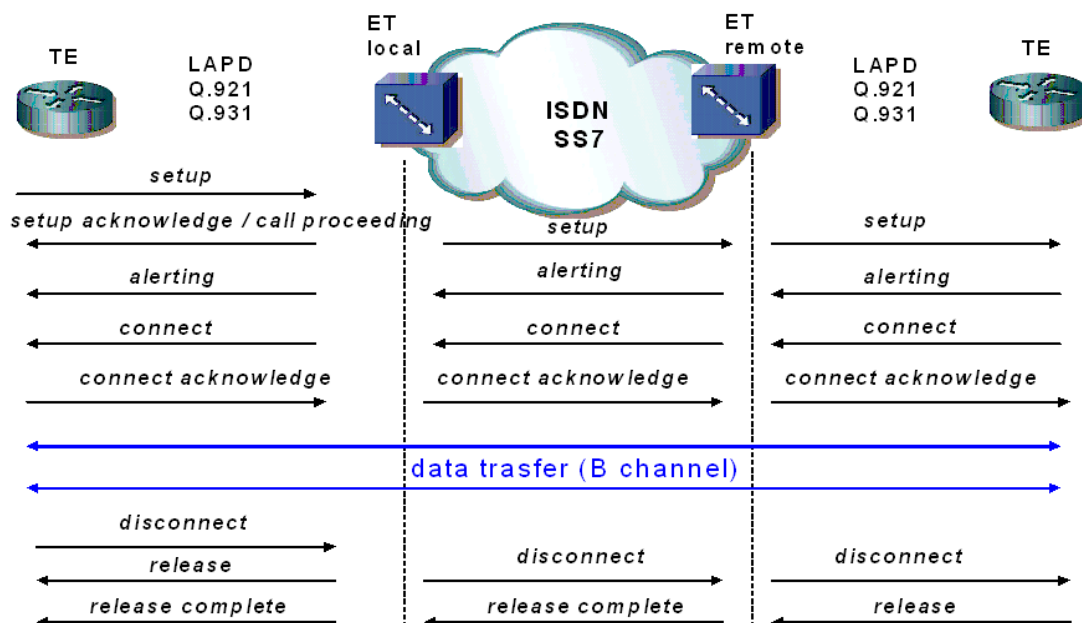 ET
local
ET
remote
TE
LAPD
Q.921
Q.931
ISDN
SS7
LAPD
Q.921
Q.931
TE
setup
setup acknowledge / call proceeding
setup
setup
alerting
alerting
alerting
connect
connect
connect
connect acknowledge
connect acknowledge
connect acknowledge
data trasfer (B channel)
disconnect
release
disconnect
disconnect
release complete
release complete
release